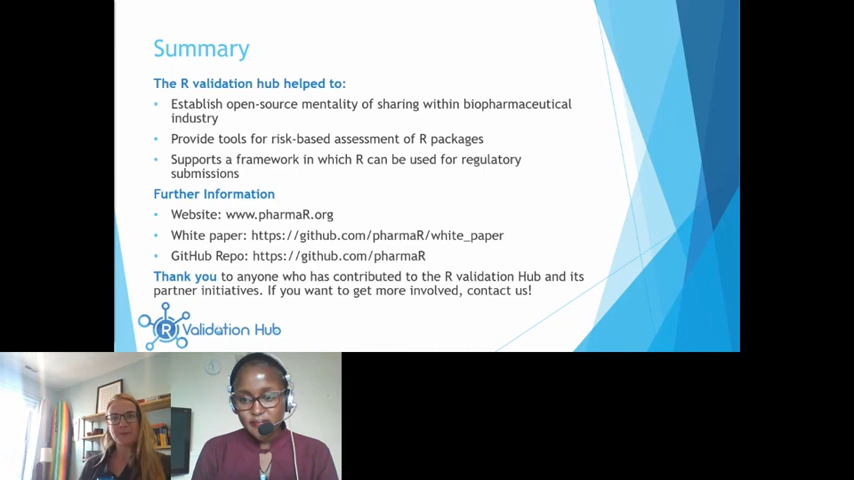 Summary
The R validation hub helped to:
• Establish open-source mentality of sharing within biopharmaceutical
industry
• Provide tools for risk-based assessment of R packages
• Supports a framework in which R can be used for regulatory
submissions
Further Information
• Website: www.pharmaR.org
• White paper: https://github.com/pharmaR/white_paper
• GitHub Repo: https://github.com/pharmaR
Thank you to anyone who has contributed to the R validation Hub and its
partner initiatives. If you want to get more involved, contact us!
R Validation Hub